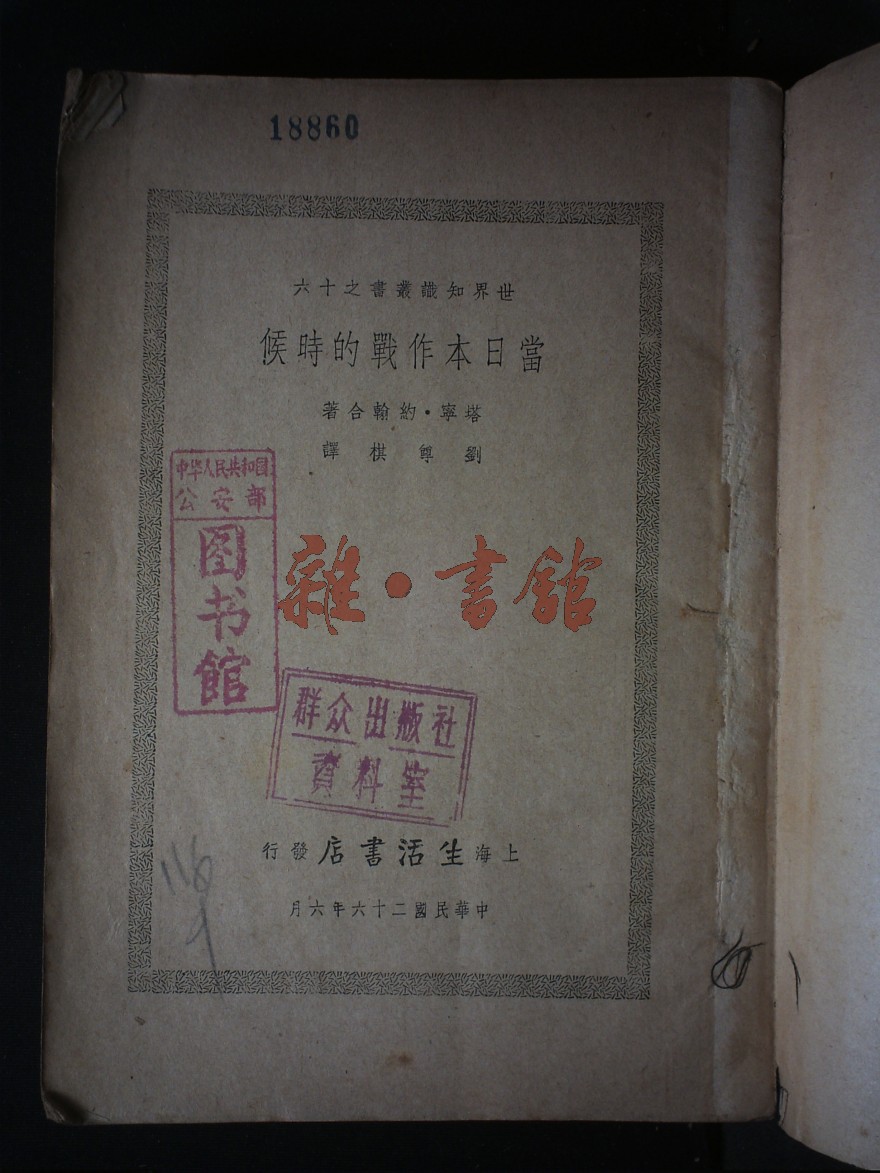 18860
世界知識叢書之十六
當日本作戰的時候
塔寧·約翰合著
劉尊棋譯
中华人民共和国
公安部
图书馆
雜·書館
群众出版社
資料室
上海生活書店發行
中華民國二十六年六月
116